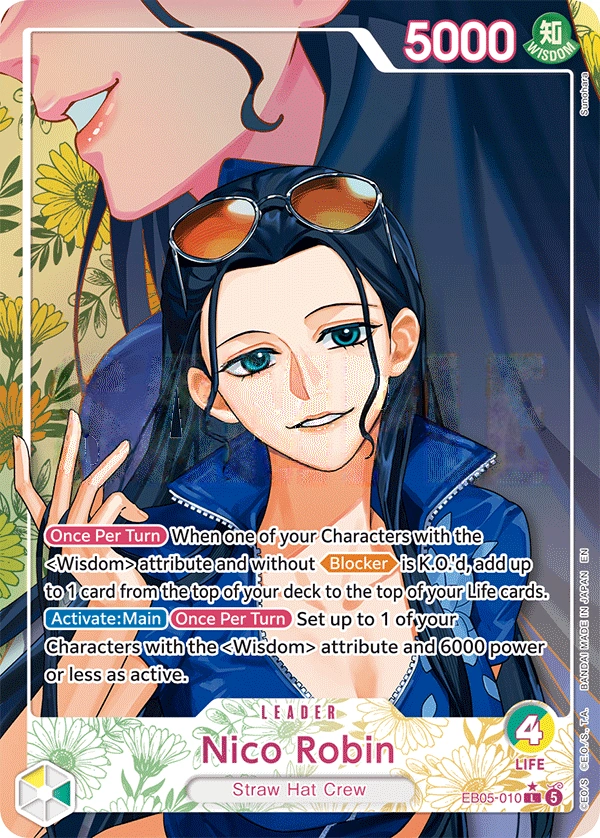 5000
知
WISDOM
Sunohara
SAMPLE
Once Per Turn When one of your Characters with the
<Wisdom> attribute and without Blocker is K.O.'d, add up
to 1 card from the top of your deck to the top of your Life cards.
Activate:Main Once Per Turn Set up to 1 of your
Characters with the <Wisdom> attribute and 6000 power
or less as active.
LEADER
Nico Robin
Straw Hat Crew
4
LIFE
EB05-010 L 5
©E.O./S., T.A. BANDAI MADE IN JAPAN EN